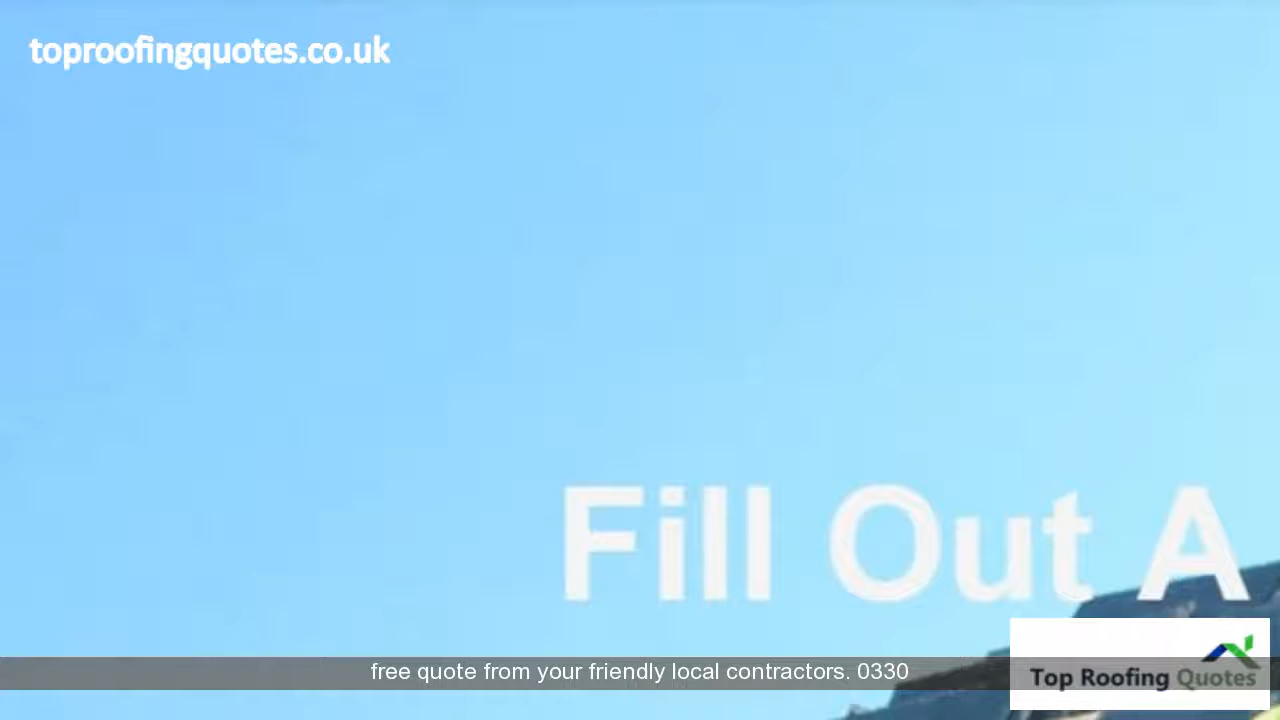 toproofingquotes.co.uk
Fill Out A
free quote from your friendly local contractors. 0330
Top Roofing Quotes